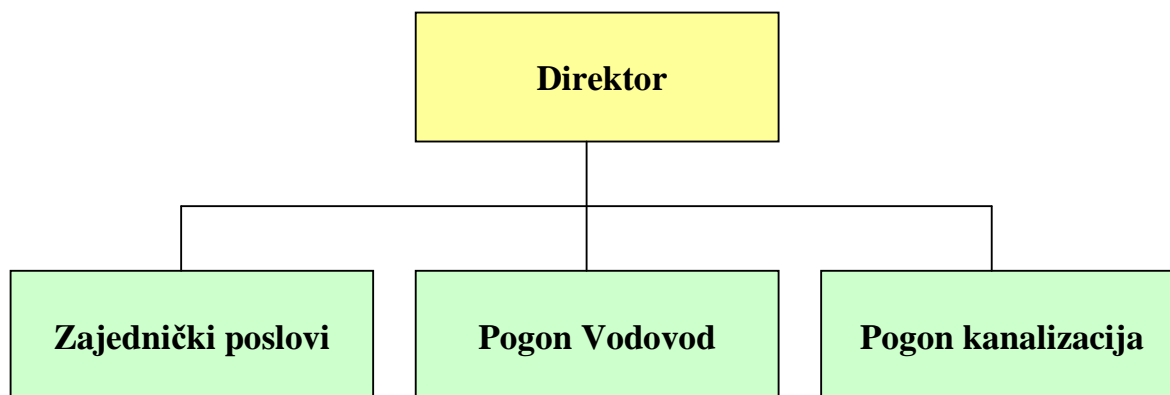 Direktor
Zajednički poslovi
Pogon Vodovod
Pogon kanalizacija